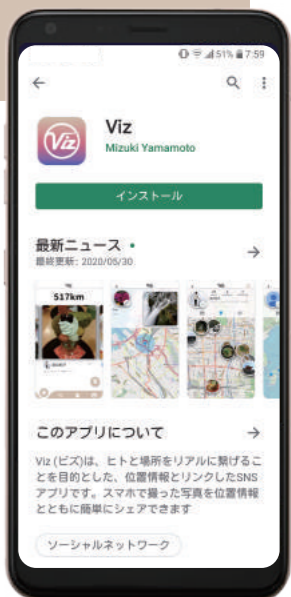 51% 7:59
Viz
Viz
Mizuki Yamamoto
インストール
最新ニュース •
最終更新: 2020/05/30
517km
このアプリについて
Viz (ビズ)は、ヒトと場所をリアルに繋げるこ
とを目的とした、位置情報とリンクしたSNS
アプリです。スマホで撮った写真を位置情報
とともに簡単にシェアできます
ソーシャルネットワーク